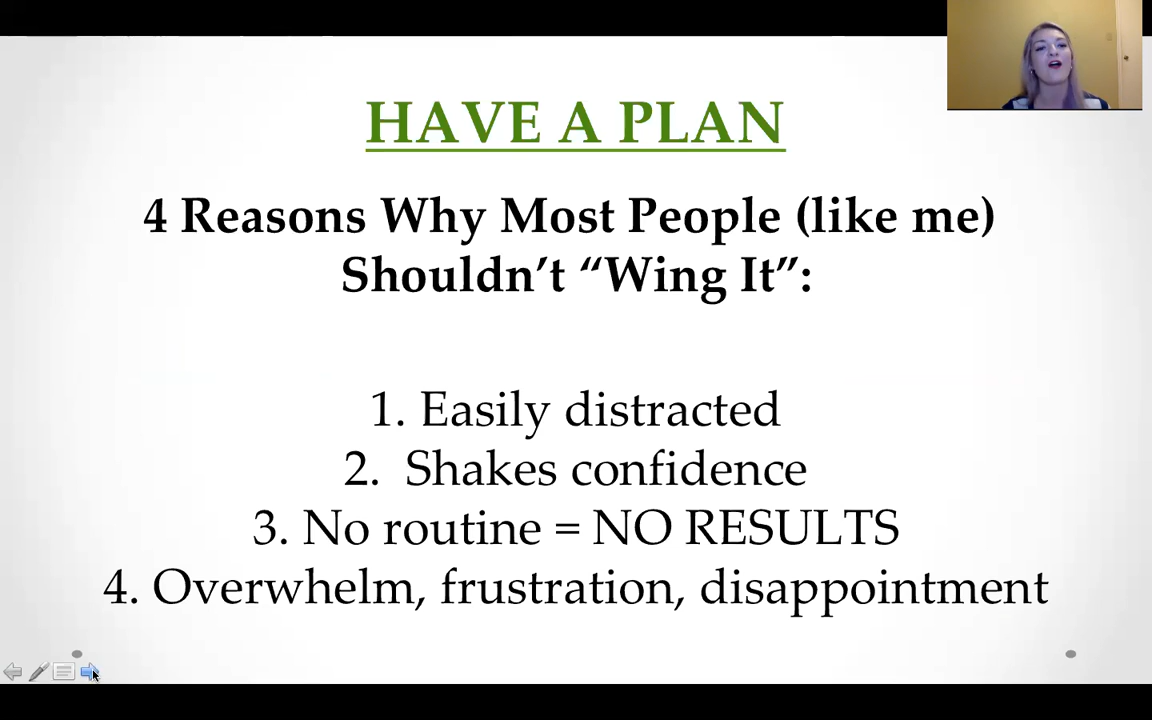 HAVE A PLAN
4 Reasons Why Most People (like me)
Shouldn’t “Wing It”:
1. Easily distracted
2.  Shakes confidence
3. No routine = NO RESULTS
4. Overwhelm, frustration, disappointment